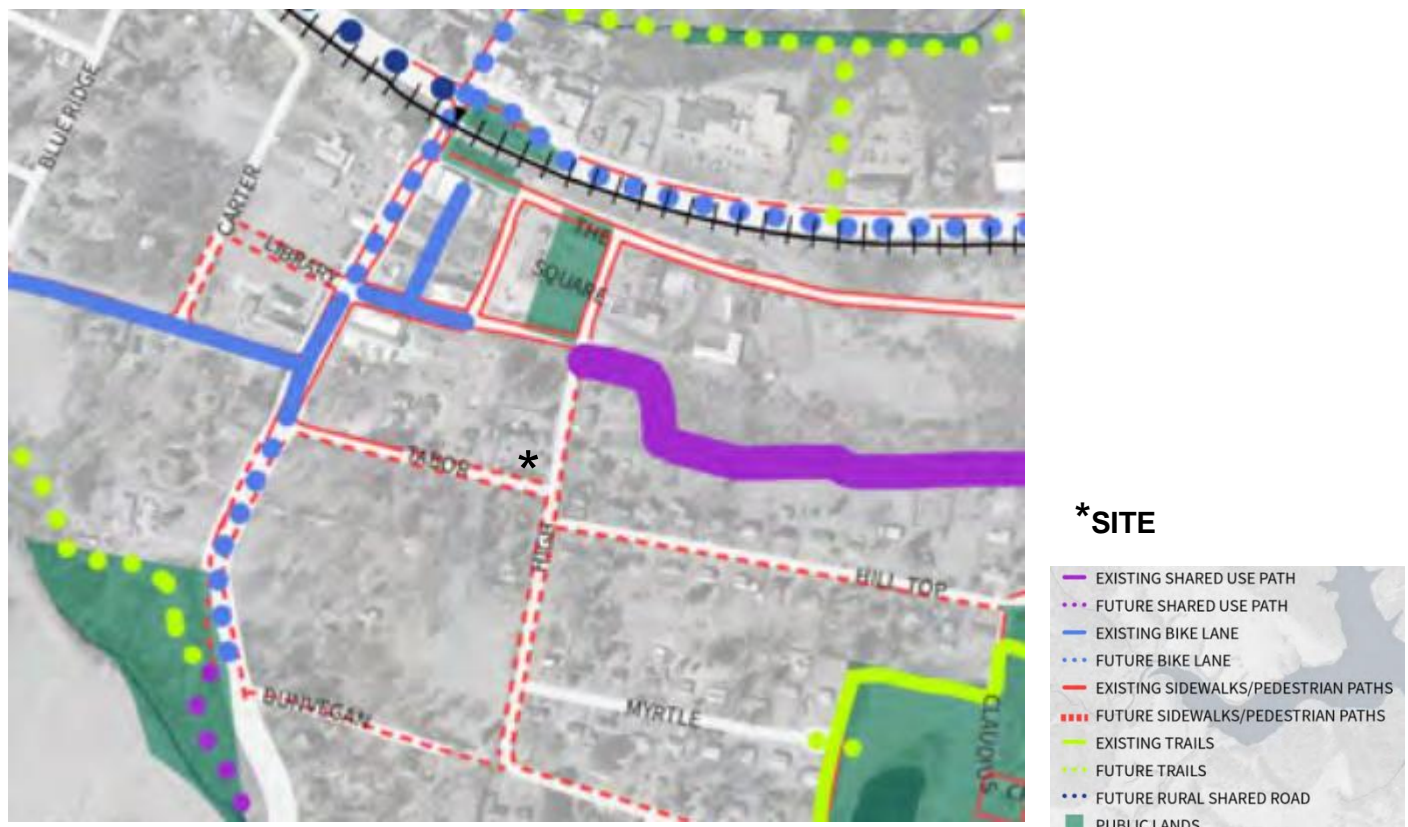 BLUERIDGE
CARTER
LIBRARY
THE
SQUARE
TABOR
*
HIGH
HILL TOP
DUNVEGAN
MYRTLE
CLAUDIUS
*SITE
EXISTING SHARED USE PATH
FUTURE SHARED USE PATH
EXISTING BIKE LANE
FUTURE BIKE LANE
EXISTING SIDEWALKS/PEDESTRIAN PATHS
FUTURE SIDEWALKS/PEDESTRIAN PATHS
EXISTING TRAILS
FUTURE TRAILS
FUTURE RURAL SHARED ROAD
PUBLIC LANDS